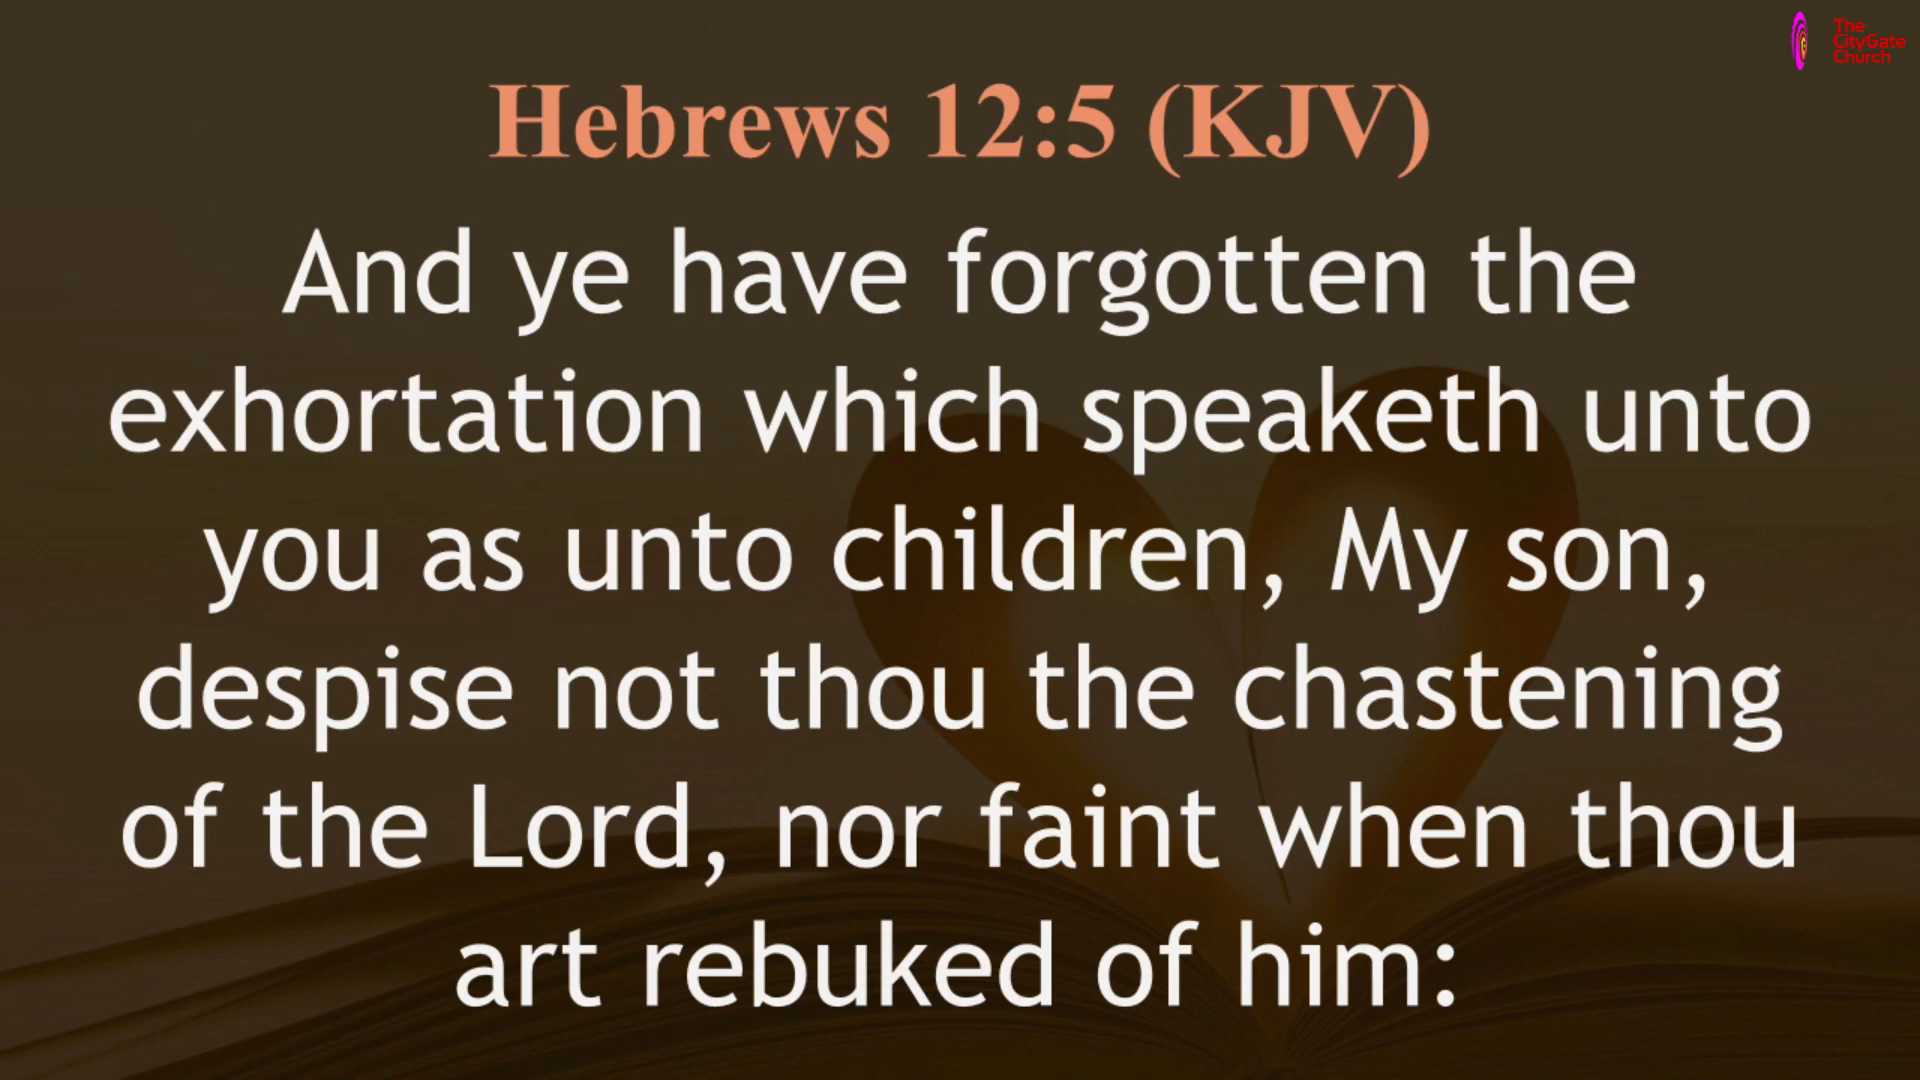 The
CityGate
Church
Hebrews 12:5 (KJV)
And ye have forgotten the
exhortation which speaketh unto
you as unto children, My son,
despise not thou the chastening
of the Lord, nor faint when thou
art rebuked of him: